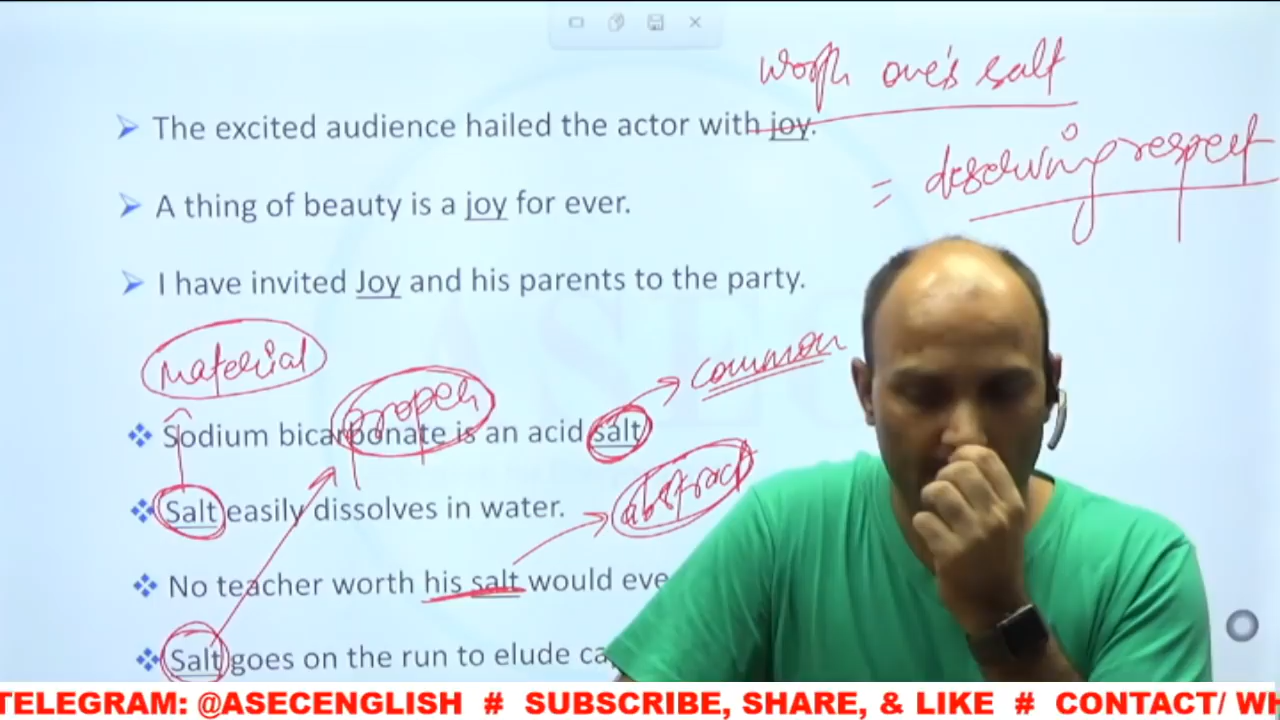 worth one's salt
The excited audience hailed the actor with joy.
= deserving respect
A thing of beauty is a joy for ever.
I have invited Joy and his parents to the party.
material
common
proper
Sodium bicarbonate is an acid salt
abstract
Salt easily dissolves in water.
No teacher worth his salt would eve
Salt goes on the run to elude ca
TELEGRAM: @ASECENGLISH # SUBSCRIBE, SHARE, & LIKE # CONTACT/ WH